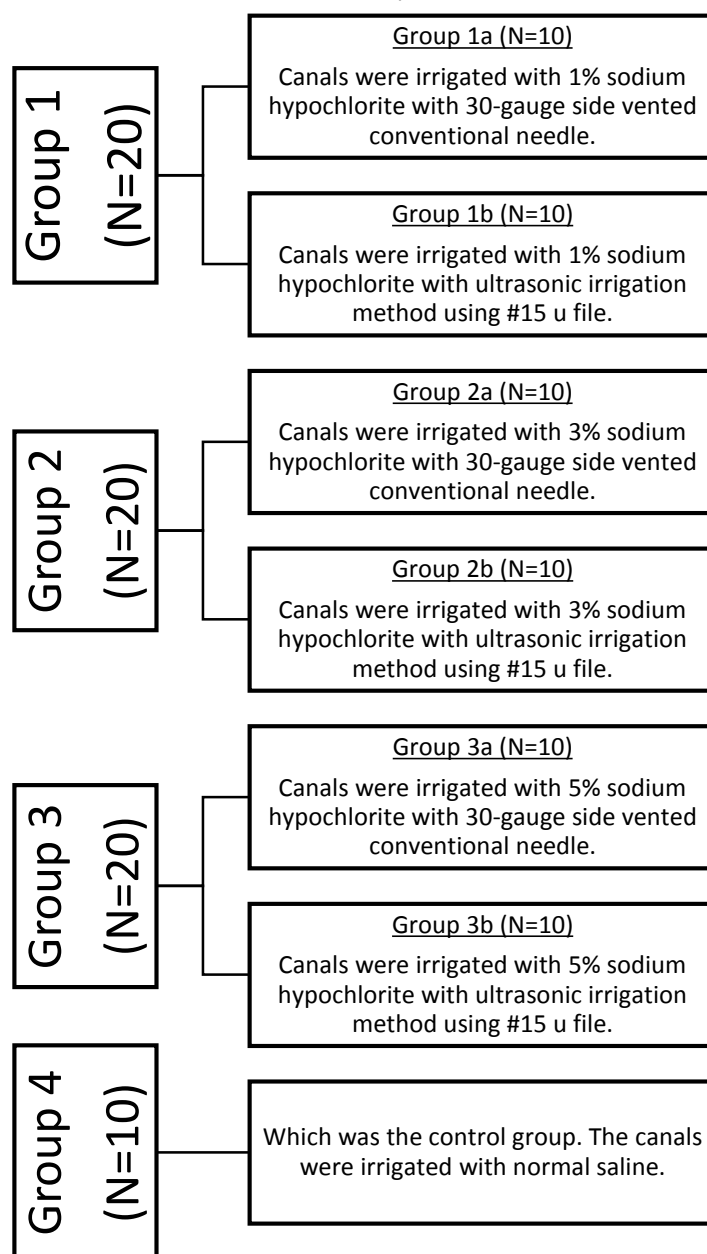 Group 1
(N=20)
Group 1a (N=10)
Canals were irrigated with 1% sodium
hypochlorite with 30-gauge side vented
conventional needle.
Group 1b (N=10)
Canals were irrigated with 1% sodium
hypochlorite with ultrasonic irrigation
method using #15 u file.
Group 2
(N=20)
Group 2a (N=10)
Canals were irrigated with 3% sodium
hypochlorite with 30-gauge side vented
conventional needle.
Group 2b (N=10)
Canals were irrigated with 3% sodium
hypochlorite with ultrasonic irrigation
method using #15 u file.
Group 3
(N=20)
Group 3a (N=10)
Canals were irrigated with 5% sodium
hypochlorite with 30-gauge side vented
conventional needle.
Group 3b (N=10)
Canals were irrigated with 5% sodium
hypochlorite with ultrasonic irrigation
method using #15 u file.
Group 4
(N=10)
Which was the control group. The canals
were irrigated with normal saline.